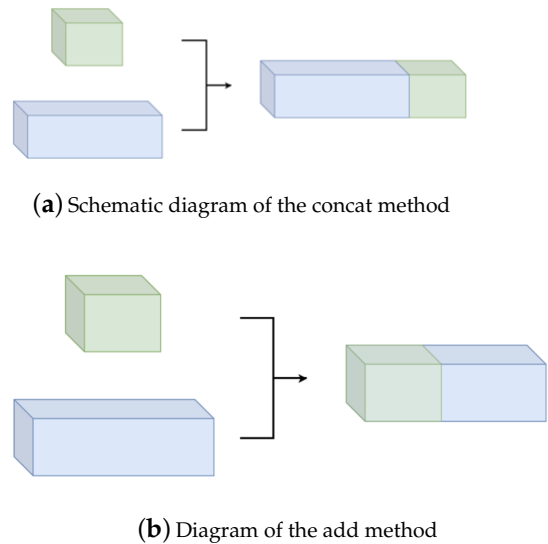 (a) Schematic diagram of the concat method
(b) Diagram of the add method